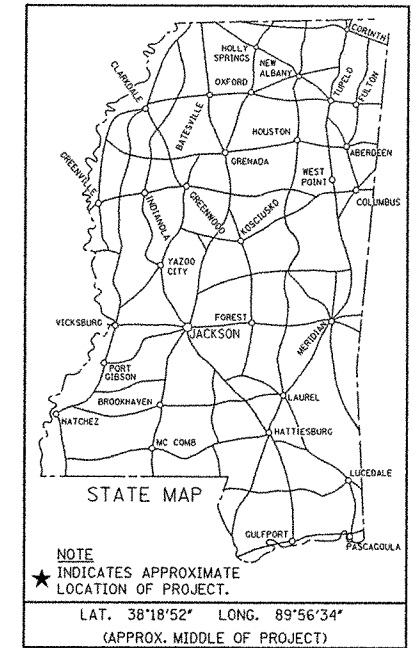 CORINTH
HOLLY
SPRINGS
NEW
ALBANY
CLARKDALE
OXFORD
TUPELO
FULTON
BATESVILLE
HOUSTON
ABERDEEN
GRENADA
GREENVILLE
WEST
POINT
INDIANOLA
GREENWOOD
KOSCIUSKO
COLUMBUS
YAZOO
CITY
VICKSBURG
FOREST
JACKSON
MERIDIAN
PORT
GIBSON
BROOKHAVEN
LAUREL
NATCHEZ
HATTIESBURG
MC COMB
LUCEDALE
STATE MAP
GULFPORT
PASCAGOULA
NOTE
INDICATES APPROXIMATE
LOCATION OF PROJECT.
LAT. 38°18'52" LONG. 89°56'34"
(APPROX. MIDDLE OF PROJECT)